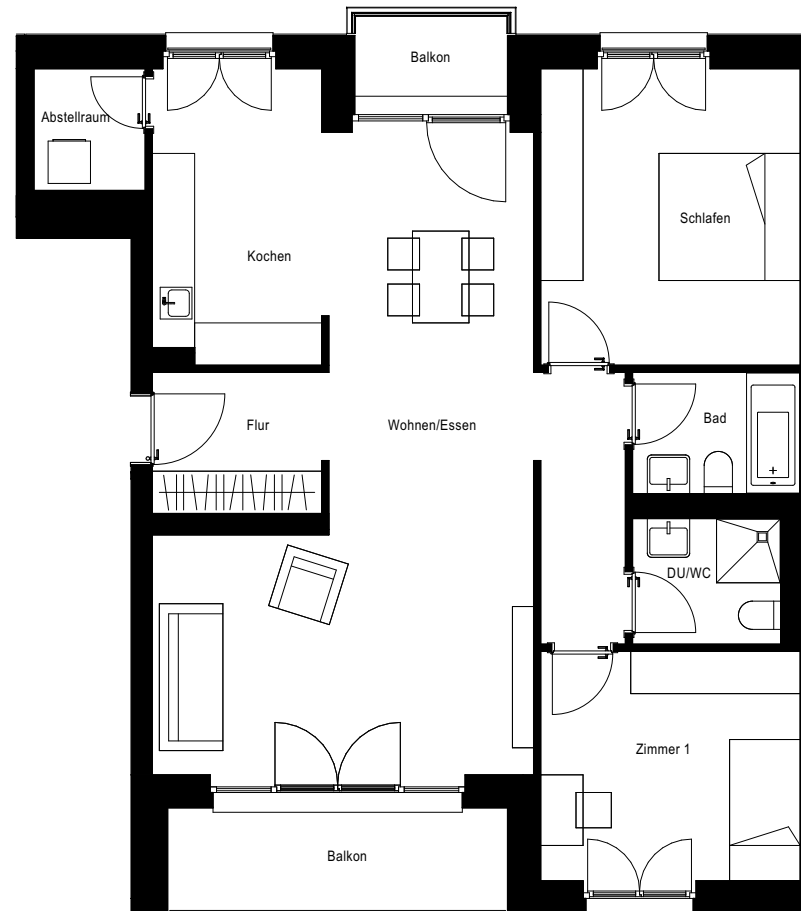 Balkon
Abstellraum
Schlafen
Kochen
Flur
Wohnen/Essen
Bad
DU/WC
Zimmer 1
Balkon